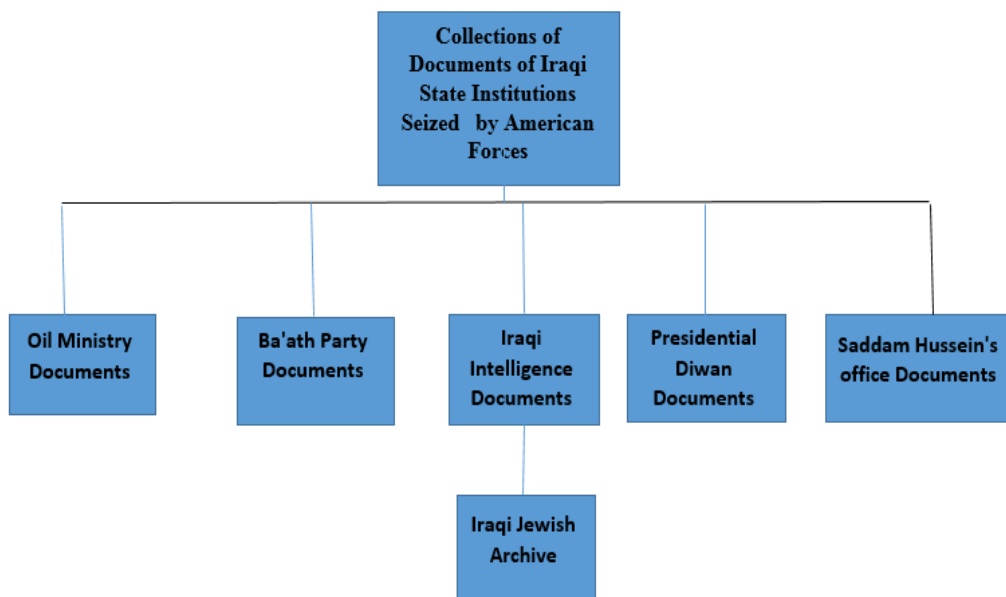 Collections of
Documents of Iraqi
State Institutions
Seized by American
Forces
Oil Ministry
Documents
Ba'ath Party
Documents
Iraqi
Intelligence
Documents
Presidential
Diwan
Documents
Saddam Hussein's
office Documents
Iraqi Jewish
Archive